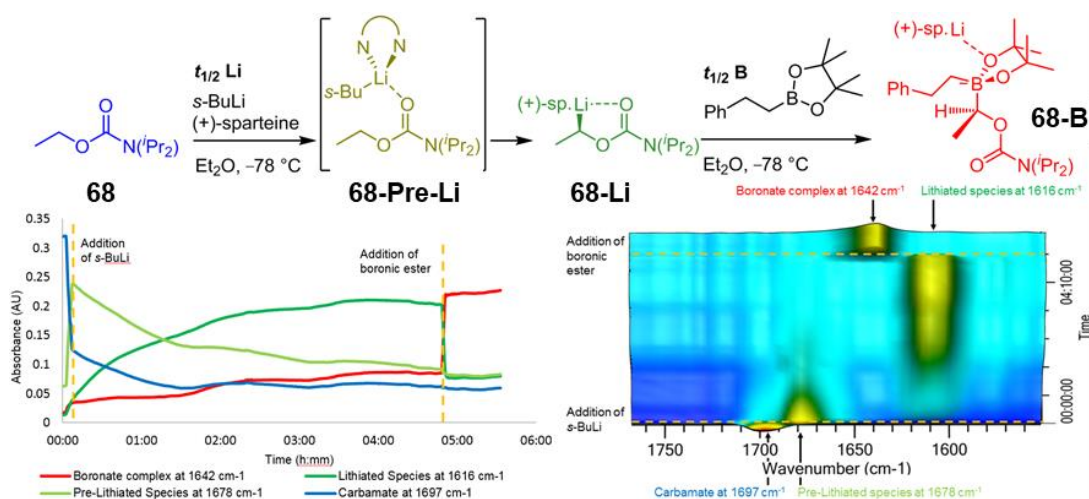 t1/2 Li
s-BuLi
(+)-sparteine
Et2O, −78 °C
O
O
N(iPr2)
68
N
N
Li
s-Bu
O
O
N(iPr2)
68-Pre-Li
(+)-sp.Li
O
O
N(iPr2)
68-Li
t1/2 B
Ph
B
O
O
Et2O, −78 °C
(+)-sp.Li
O
O
B
Ph
H
O
O
N(iPr2)
68-B
Boronate complex at 1642 cm-1
Lithiated species at 1616 cm-1
0.35
0.3
0.25
0.2
0.15
0.1
0.05
0
Absorbance (AU)
Addition
of s-BuLi
Addition of
boronic ester
00:00
01:00
02:00
03:00
04:00
05:00
06:00
Time (h:mm)
Boronate complex at 1642 cm-1
Lithiated Species at 1616 cm-1
Pre-Lithiated Species at 1678 cm-1
Carbamate at 1697 cm-1
Addition of
boronic ester
Addition of
s-BuLi
04:10:00
Time
00:00:00
1750
1700
1650
1600
Wavenumber (cm-1)
Carbamate at 1697 cm-1
Pre-Lithiated species at 1678 cm-1